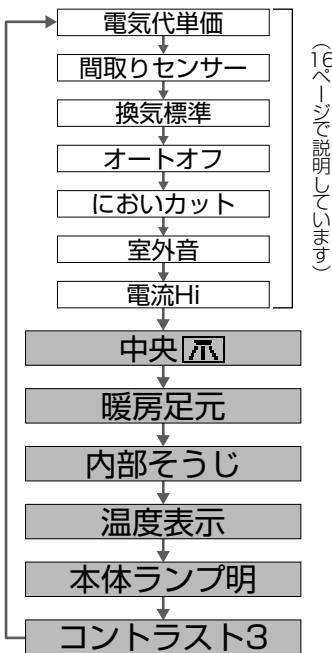 電気代単価
間取りセンサー
換気標準
オートオフ
においカット
室外音
電流Hi
(16ページで説明しています)
中央
暖房足元
内部そうじ
温度表示
本体ランプ明
コントラスト3